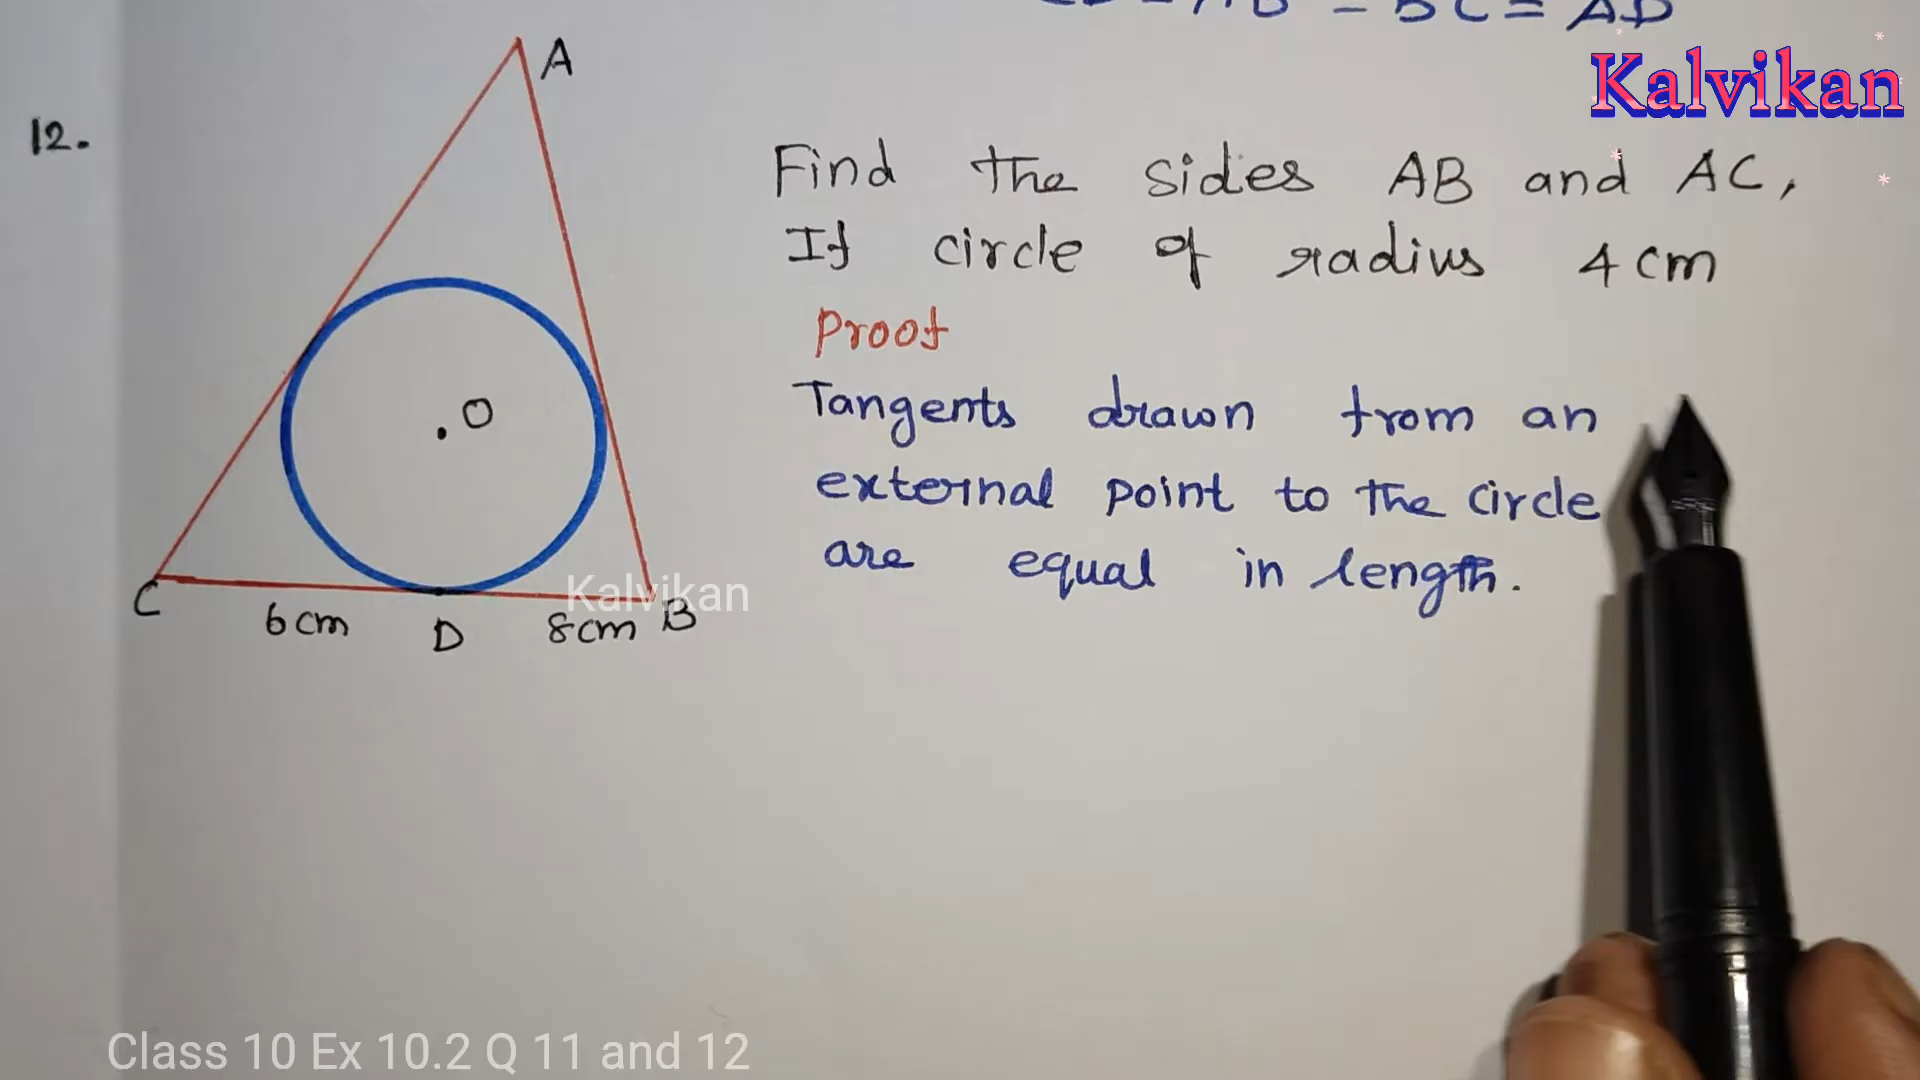 Kalvikan
12.
A
Find the sides AB and AC,
If circle of radius 4 cm
Proof
O
Tangents drawn from an
external point to the circle
are equal in length.
Kalvikan
C 6 cm D 8 cm B
Class 10 Ex 10.2 Q 11 and 12